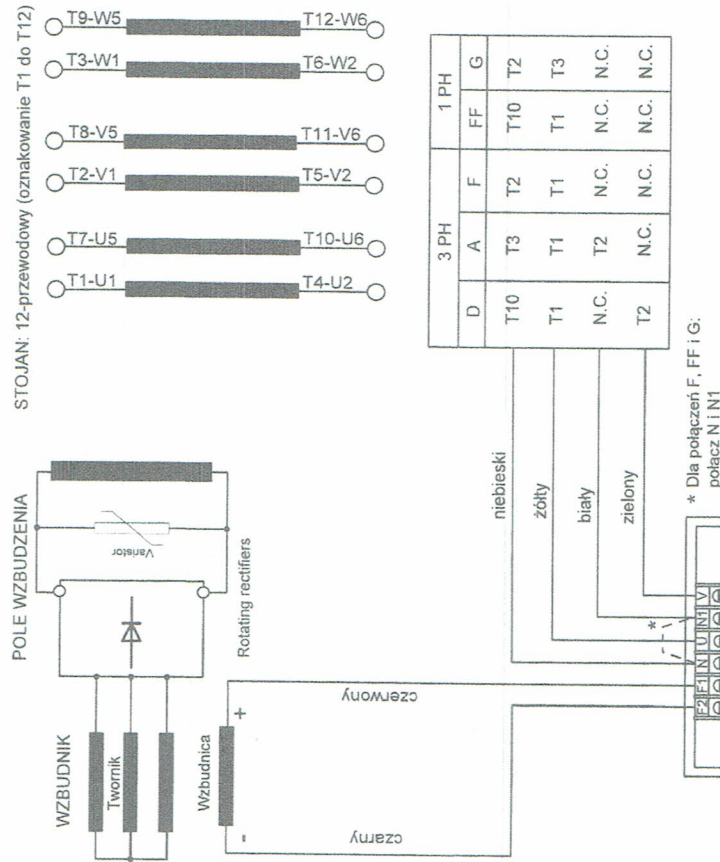 STOJAN: 12-przewodowy (oznakowanie T1 do T12)
T9-W5 T12-W6
T3-W1 T6-W2
T8-V5 T11-V6
T2-V1 T5-V2
T7-U5 T10-U6
T1-U1 T4-U2
POLE WZBUDZENIA
Varistor
Rotating rectifiers
WZBUDNIK
Twornik
Wzbudnica
+
-
czerwony
czarny
3 PH 1 PH
D A F FF G
T10 T3 T2 T10 T2
T1 T1 T1 T1 T3
N.C. T2 N.C. N.C. N.C.
T2 N.C. N.C. N.C. N.C.
niebieski
żółty
biały
zielony
* Dla połączeń F, FF i G:
połącz N i N1
*
F2 F1 N U N1 V